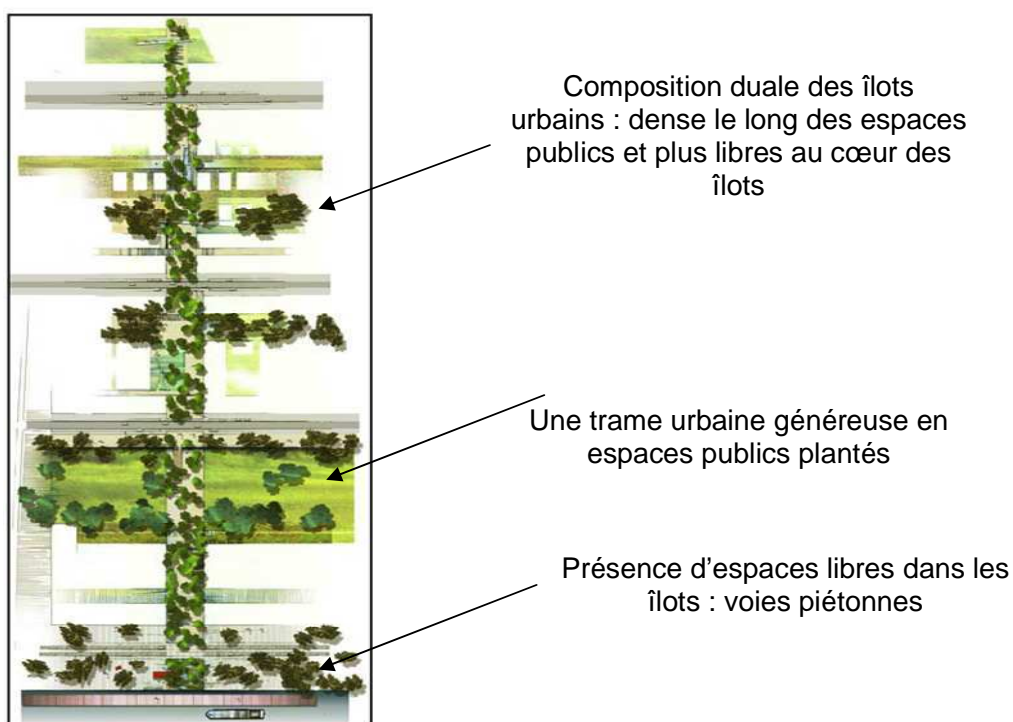 Composition duale des îlots
urbains : dense le long des espaces
publics et plus libres au cœur des
îlots
Une trame urbaine généreuse en
espaces publics plantés
Présence d’espaces libres dans les
îlots : voies piétonnes